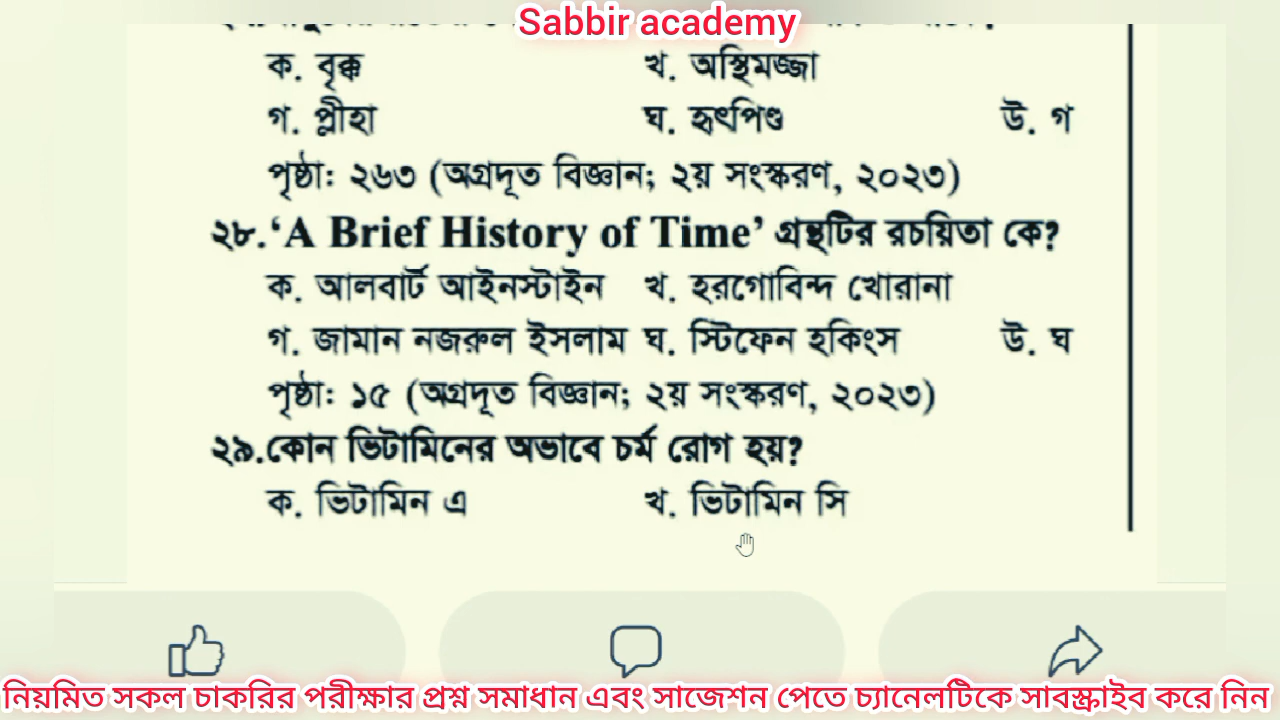 Sabbir academy
ক. বৃক্ক খ. অস্থিমজ্জা
গ. প্লীহা ঘ. হৃৎপিণ্ড উ. গ
পৃষ্ঠা: ২৬৩ (অগ্রদূত বিজ্ঞান; ২য় সংস্করণ, ২০২৩)
২৮. ‘A Brief History of Time’ গ্রন্থটির রচয়িতা কে?
ক. আলবার্ট আইনস্টাইন খ. হরগোবিন্দ খোরানা
গ. জামান নজরুল ইসলাম ঘ. স্টিফেন হকিংস উ. ঘ
পৃষ্ঠা: ১৫ (অগ্রদূত বিজ্ঞান; ২য় সংস্করণ, ২০২৩)
২৯. কোন ভিটামিনের অভাবে চর্ম রোগ হয়?
ক. ভিটামিন এ খ. ভিটামিন সি
নিয়মিত সকল চাকরির পরীক্ষার প্রশ্ন সমাধান এবং সাজেশন পেতে চ্যানেলটিকে সাবস্ক্রাইব করে নিন